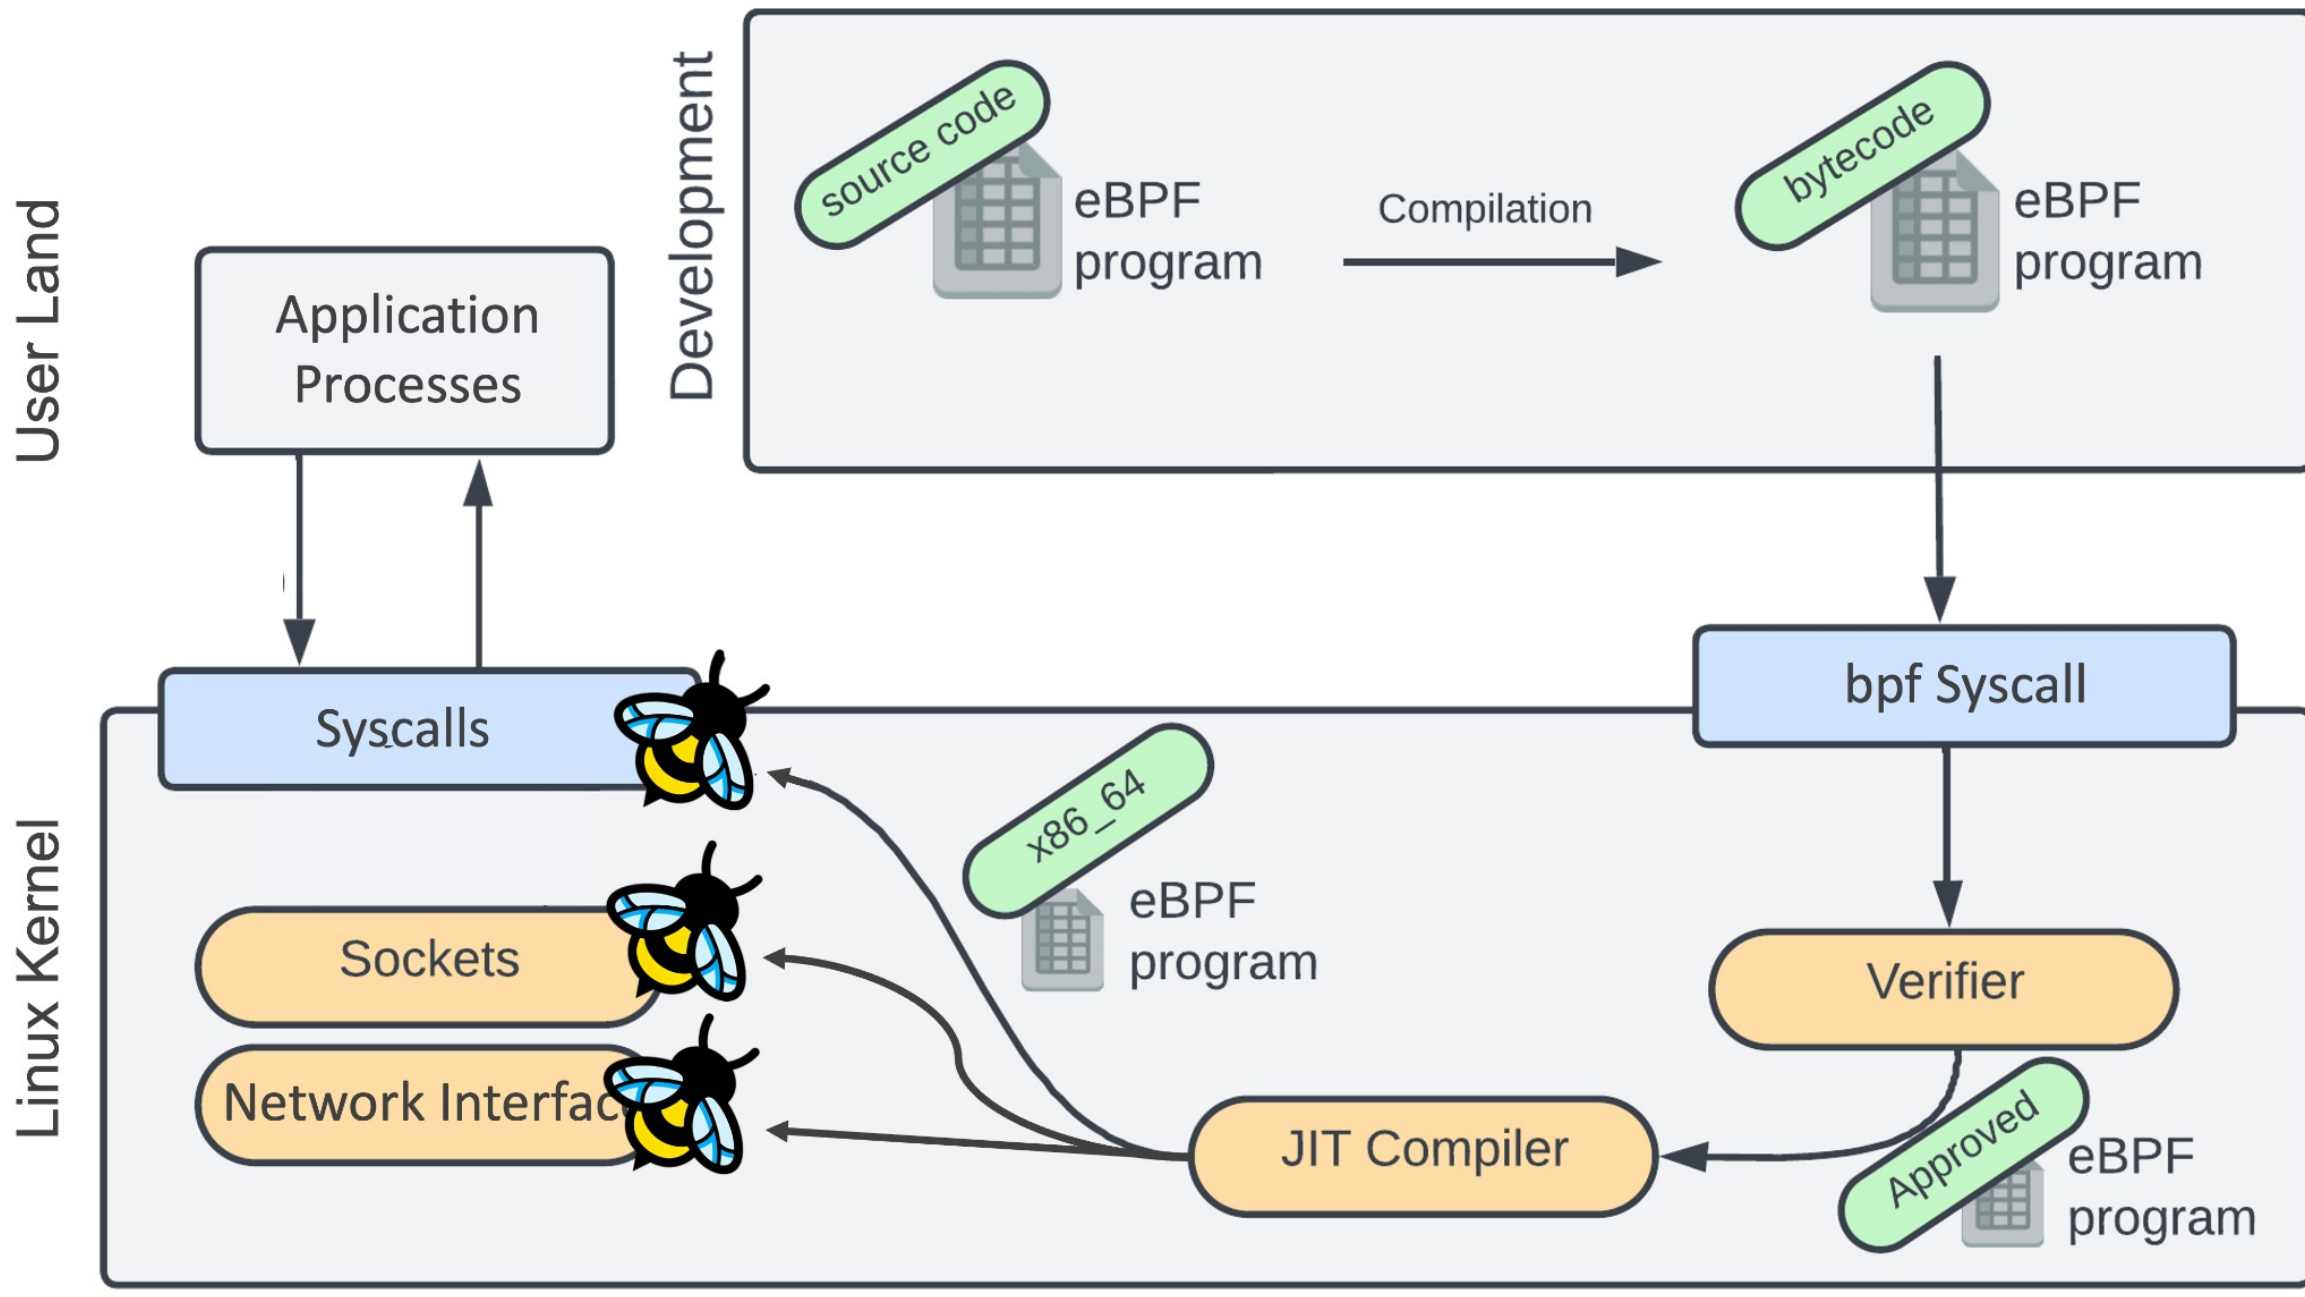 User Land
Development
source code
eBPF
program
Compilation
bytecode
eBPF
program
Application
Processes
Linux Kernel
Syscalls
bpf Syscall
x86_64
eBPF
program
Sockets
Verifier
Network Interfac
JIT Compiler
Approved
eBPF
program